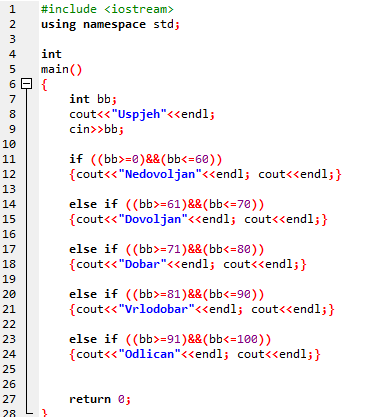 1 #include <iostream>
2 using namespace std;
3
4 int
5 main()
6 {
7 int bb;
8 cout<<"Uspjeh"<<endl;
9 cin>>bb;
10
11 if ((bb>=0)&&(bb<=60))
12 {cout<<"Nedovoljan"<<endl; cout<<endl;}
13
14 else if ((bb>=61)&&(bb<=70))
15 {cout<<"Dovoljan"<<endl; cout<<endl;}
16
17 else if ((bb>=71)&&(bb<=80))
18 {cout<<"Dobar"<<endl; cout<<endl;}
19
20 else if ((bb>=81)&&(bb<=90))
21 {cout<<"Vrlodobar"<<endl; cout<<endl;}
22
23 else if ((bb>=91)&&(bb<=100))
24 {cout<<"Odlican"<<endl; cout<<endl;}
25
26
27 return 0;
28 }